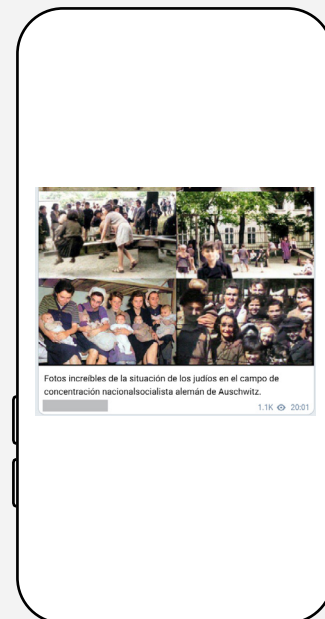 Fotos increíbles de la situación de los judíos en el campo de
concentración nacionalsocialista alemán de Auschwitz.
1.1K 20:01